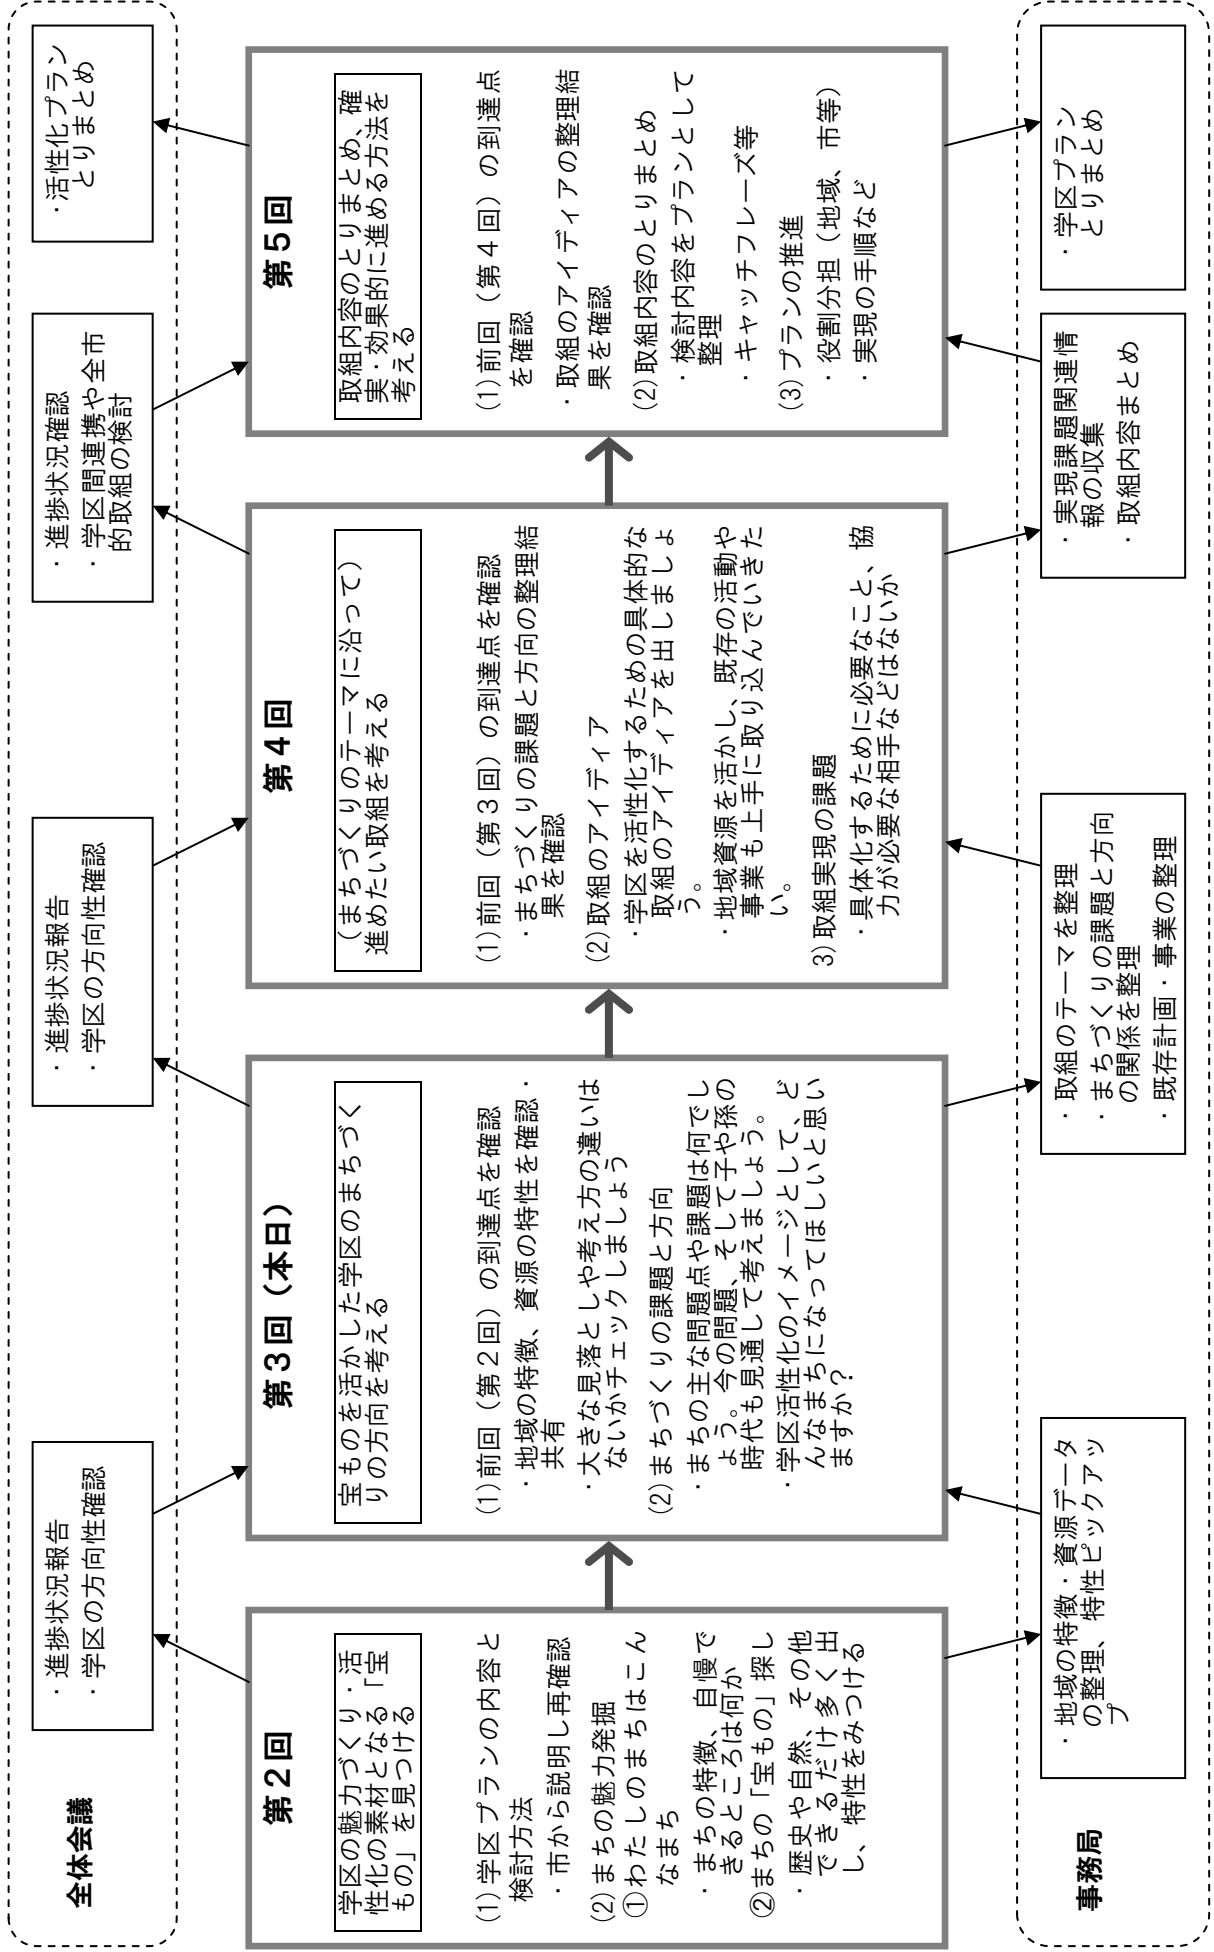 全体会議
・進捗状況報告
・学区の方向性確認
・進捗状況報告
・学区の方向性確認
・進捗状況確認
・学区間連携や全市
的取組の検討
・活性化プラン
とりまとめ
第２回
学区の魅力づくり・活
性化の素材となる「宝
もの」を見つける
(1)学区プランの内容と
検討方法
・市から説明し再確認
(2)まちの魅力発掘
①わたしのまちはこん
なまち
・まちの特徴、自慢で
きるところは何か
②まちの「宝もの」探し
・歴史や自然、その他
できるだけ多く出
し、特性をみつける
第３回（本日）
宝ものを活かした学区のまちづく
りの方向を考える
(1)前回（第２回）の到達点を確認
・地域の特徴、資源の特性を確認・
共有
・大きな見落としや考え方の違いは
ないかチェックしましょう
(2)まちづくりの課題と方向
・まちの主な問題点や課題は何でし
ょう。今の問題、そして子や孫の
時代も見通して考えましょう。
・学区活性化のイメージとして、ど
んなまちになってほしいと思い
ますか？
第４回
（まちづくりのテーマに沿って）
進めたい取組を考える
(1)前回（第３回）の到達点を確認
・まちづくりの課題と方向の整理結
果を確認
(2)取組のアイディア
・学区を活性化するための具体的な
取組のアイディアを出しましょ
う。
・地域資源を活かし、既存の活動や
事業も上手に取り込んでいきた
い。
3)取組実現の課題
・具体化するために必要なこと、協
力が必要な相手などはないか
第５回
取組内容のとりまとめ、確
実・効果的に進める方法を
考える
(1)前回（第４回）の到達点
を確認
・取組のアイディアの整理結
果を確認
(2)取組内容のとりまとめ
・検討内容をプランとして
整理
・キャッチフレーズ等
(3)プランの推進
・役割分担（地域、市等）
・実現の手順など
事務局
・地域の特徴・資源データ
の整理、特性ピックアッ
プ
・取組のテーマを整理
・まちづくりの課題と方向
の関係を整理
・既存計画・事業の整理
・実現課題関連情
報の収集
・取組内容まとめ
・学区プラン
とりまとめ